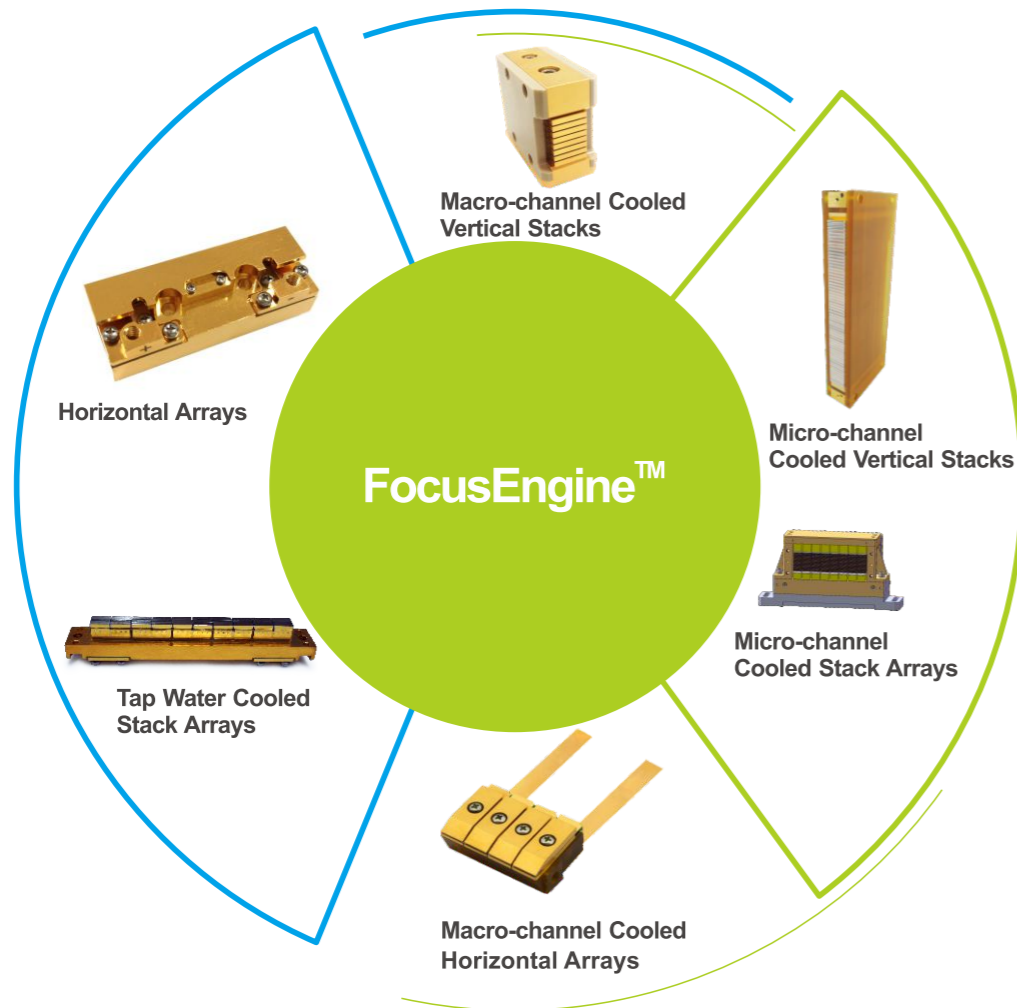 Macro-channel Cooled
Vertical Stacks
Horizontal Arrays
Micro-channel
Cooled Vertical Stacks
FocusEngine™
Micro-channel
Cooled Stack Arrays
Tap Water Cooled
Stack Arrays
Macro-channel Cooled
Horizontal Arrays